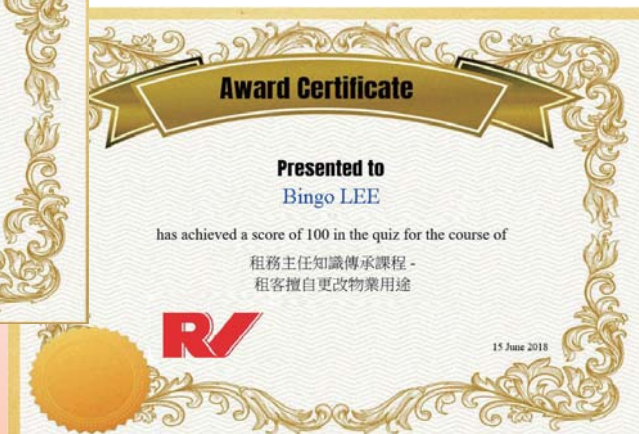 Award Certificate
Presented to
Bingo LEE
has achieved a score of 100 in the quiz for the course of
租務主任知識傳承課程 -
租客擅自更改物業用途
RV
15 June 2018